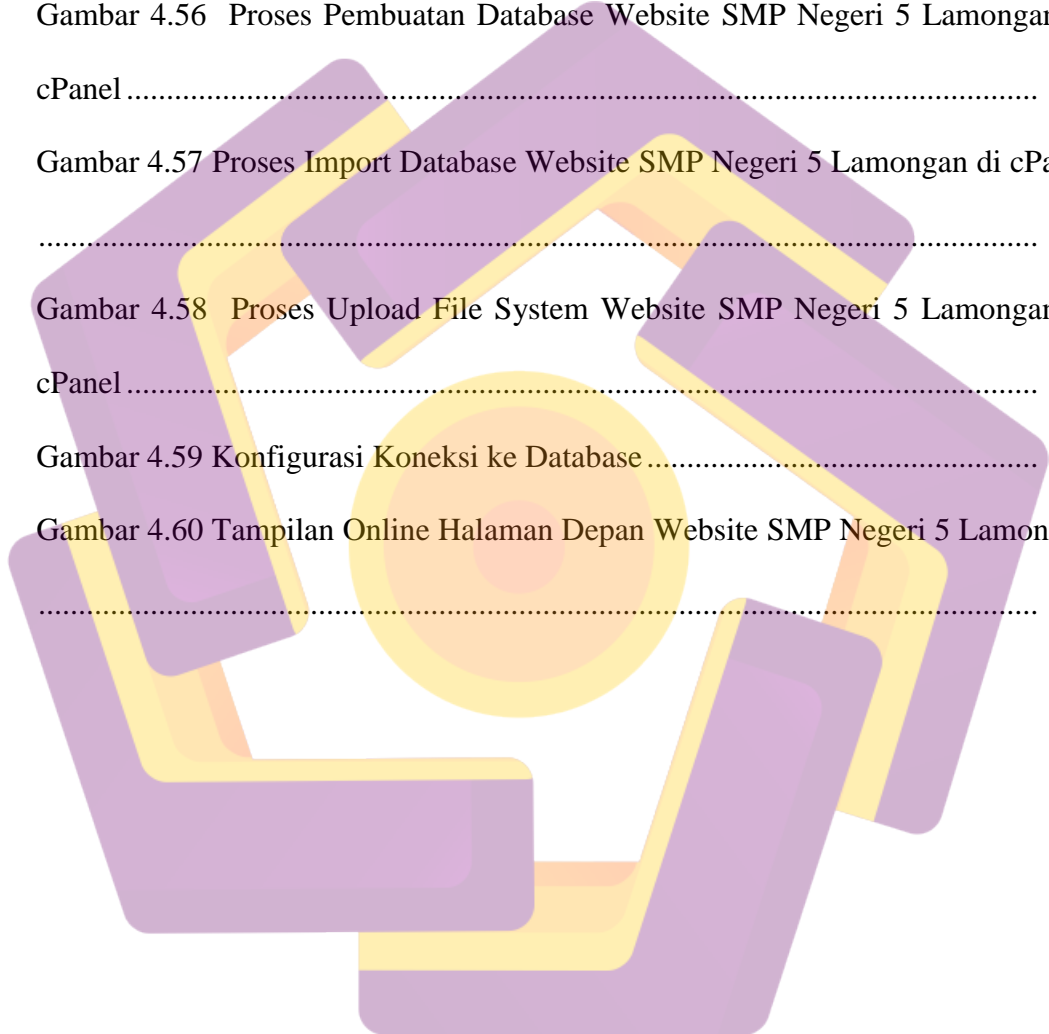 Gambar 4.56 Proses Pembuatan Database Website SMP Negeri 5 Lamongan
cPanel ................................................................................................................
Gambar 4.57 Proses Import Database Website SMP Negeri 5 Lamongan di
...........................................................................................................................
Gambar 4.58 Proses Upload File System Website SMP Negeri 5 Lamongan
cPanel ................................................................................................................
Gambar 4.59 Konfigurasi Koneksi ke Database ................................................
Gambar 4.60 Tampilan Online Halaman Depan Website SMP Negeri 5
...........................................................................................................................